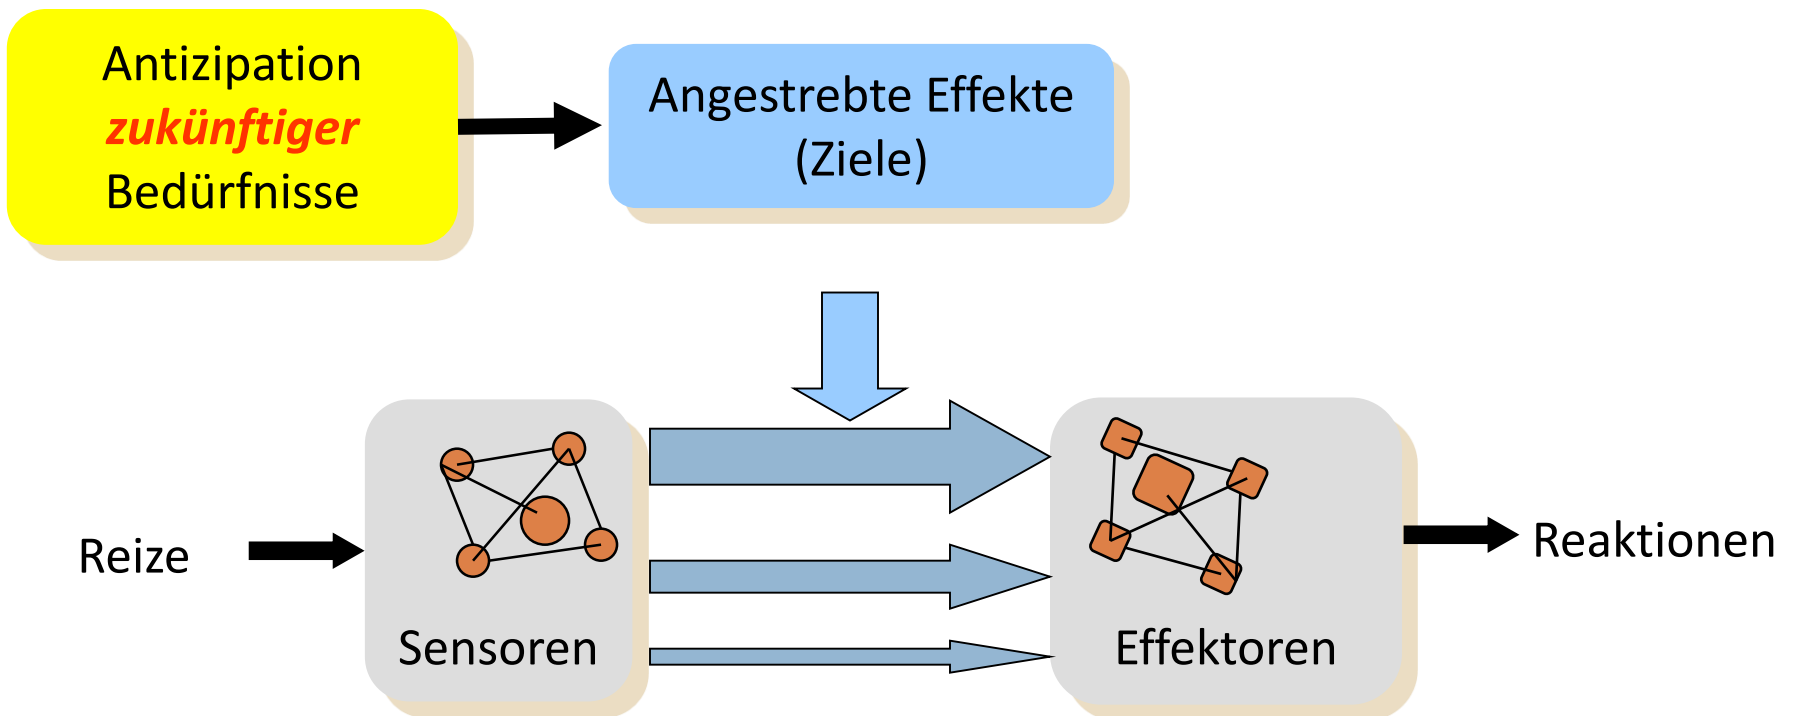 Antizipation
zukünftiger
Bedürfnisse
Angestrebte Effekte
(Ziele)
Reize
Sensoren
Effektoren
Reaktionen